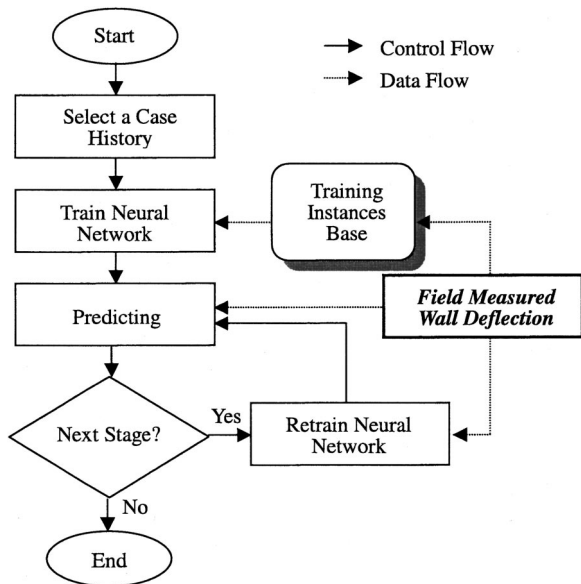 Start
Control Flow
Data Flow
Select a Case
History
Train Neural
Network
Training
Instances
Base
Field Measured
Wall Deflection
Predicting
Next Stage?
Yes
Retrain Neural
Network
No
End